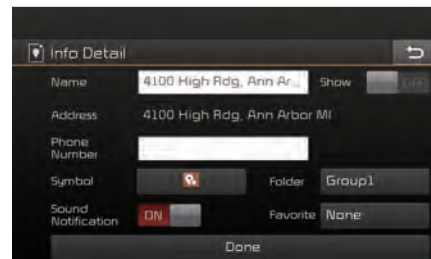 Info Detail
Name 4100 High Rdg, Ann Ar... Show OFF
Address 4100 High Rdg, Ann Arbor MI
Phone
Number
Symbol Folder Group1
Sound
Notification ON Favorite None
Done